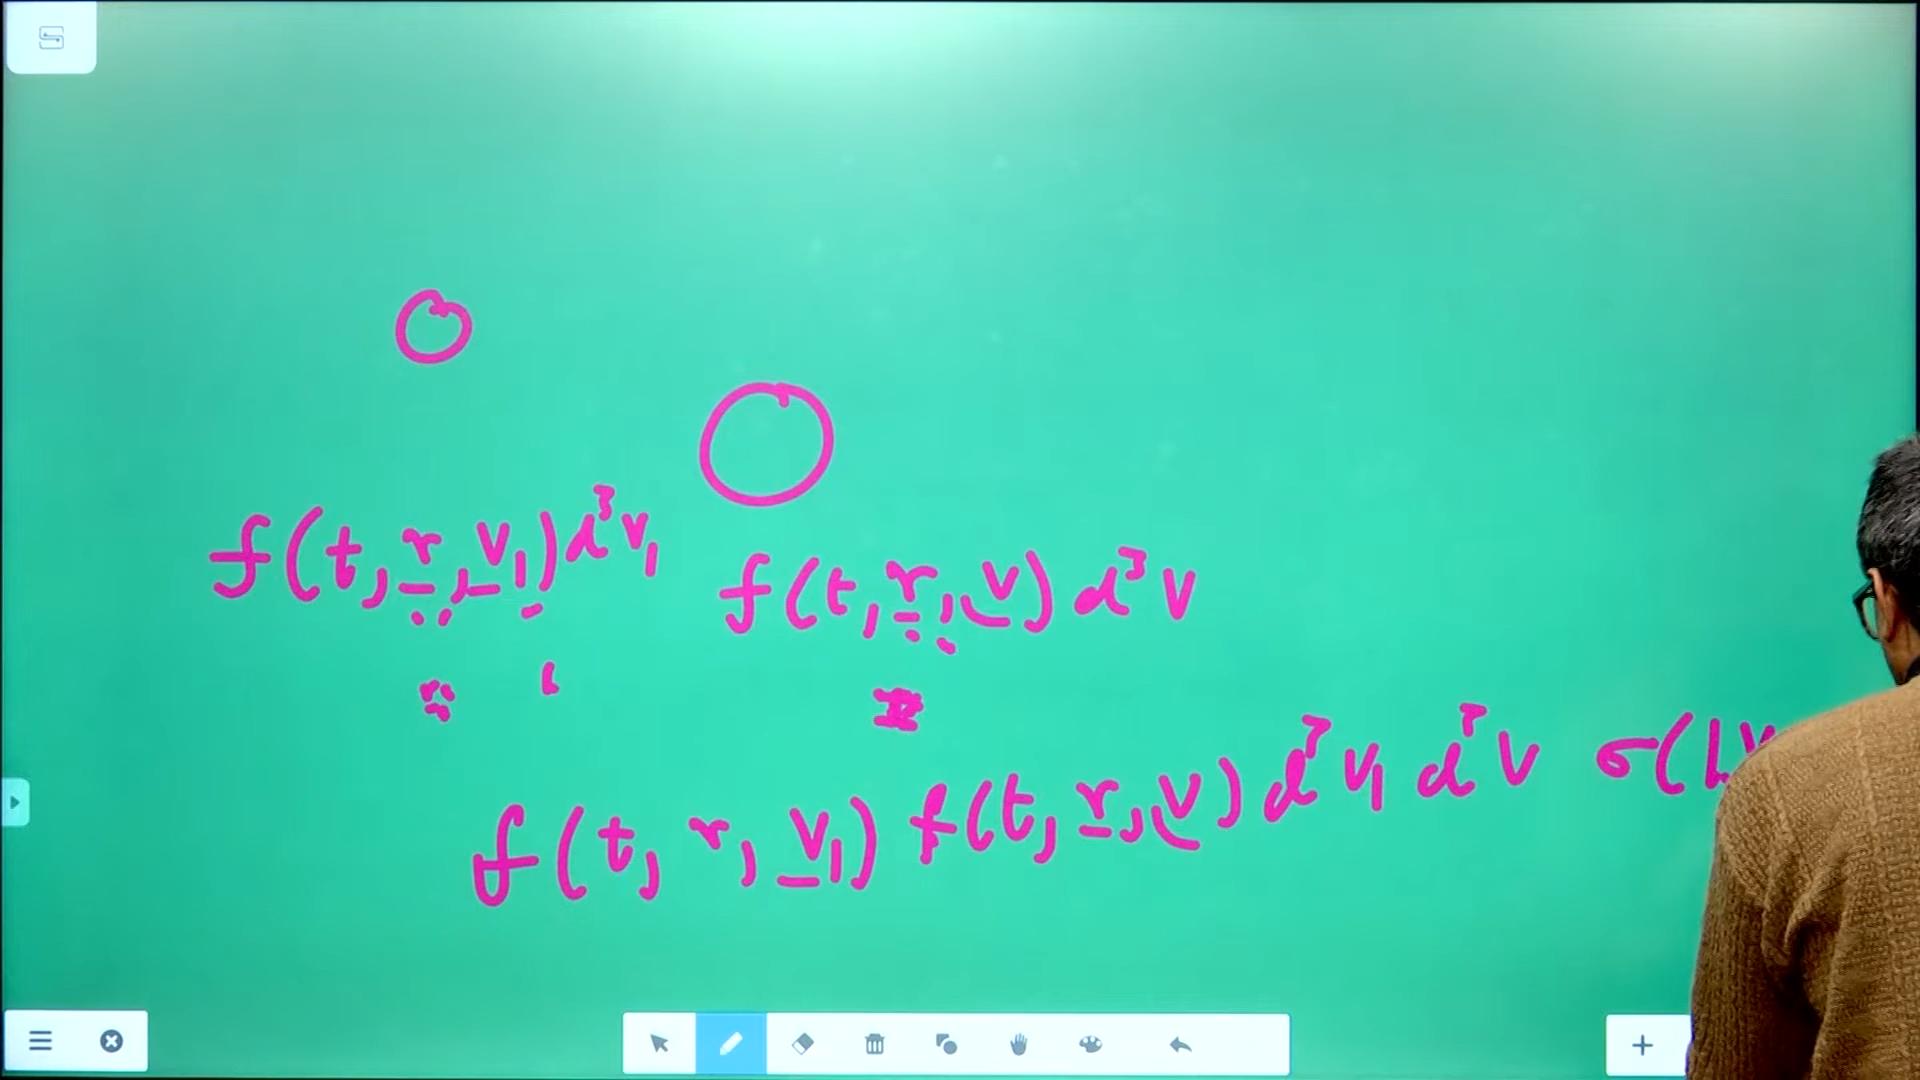 f(t, r, v₁)d³v₁
f(t, r, v) d³v
f(t, r, v₁) f(t, r, v) d³v₁ d³v σ(|v